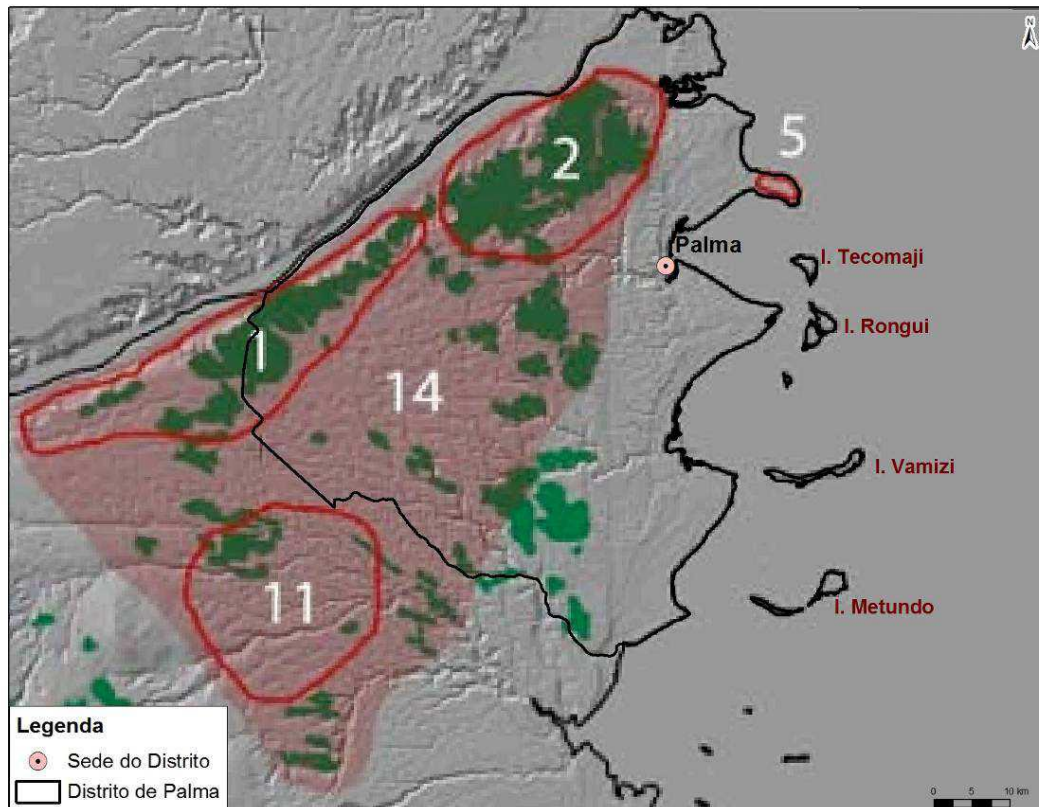 N
2
5
Palma
I. Tecomaji
I. Rongui
1
14
I. Vamizi
11
I. Metundo
Legenda
Sede do Distrito
Distrito de Palma
0 5 10 km